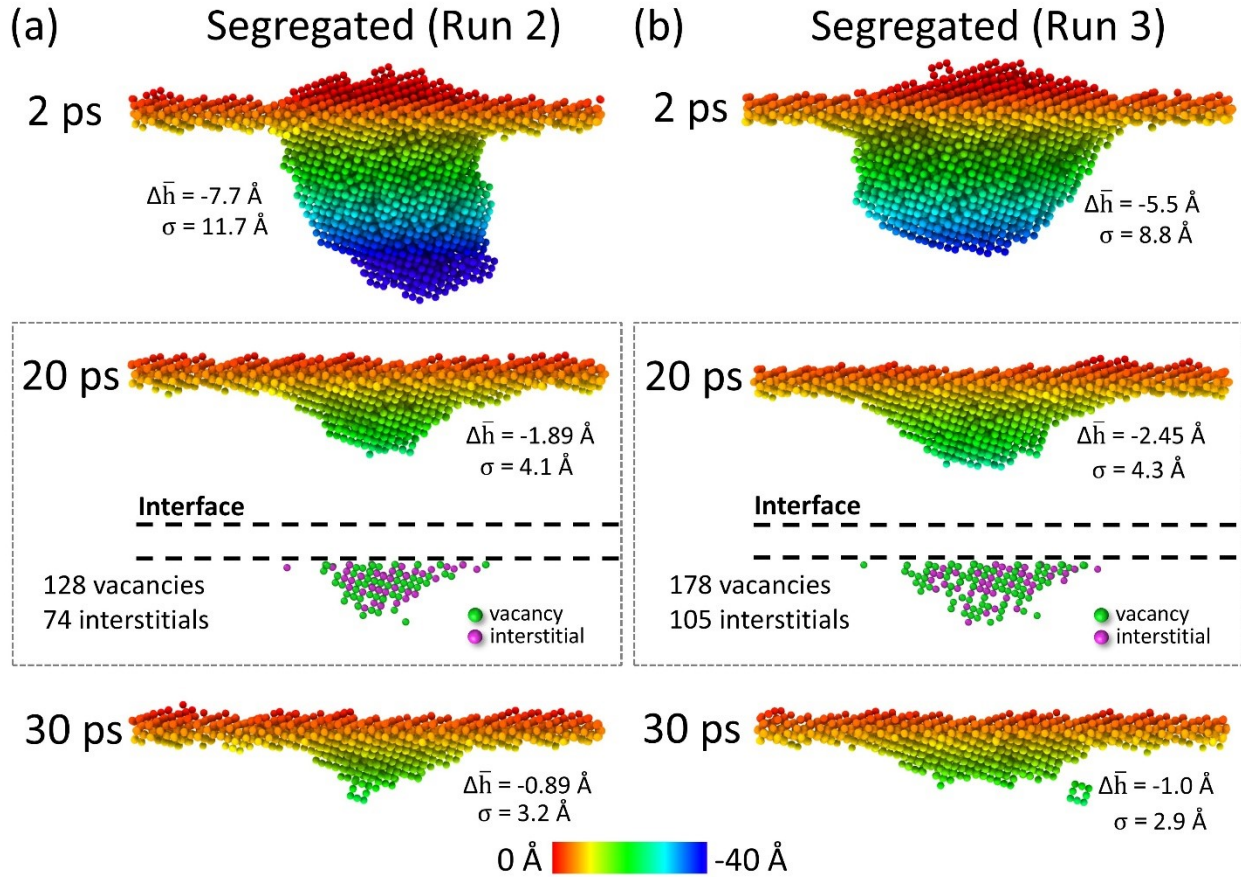 (a) Segregated (Run 2)
2 ps
Δh̄ = -7.7 Å
σ = 11.7 Å
20 ps
Δh̄ = -1.89 Å
σ = 4.1 Å
Interface
128 vacancies
74 interstitials
vacancy
interstitial
30 ps
Δh̄ = -0.89 Å
σ = 3.2 Å
(b) Segregated (Run 3)
2 ps
Δh̄ = -5.5 Å
σ = 8.8 Å
20 ps
Δh̄ = -2.45 Å
σ = 4.3 Å
Interface
178 vacancies
105 interstitials
vacancy
interstitial
30 ps
Δh̄ = -1.0 Å
σ = 2.9 Å
0 Å -40 Å